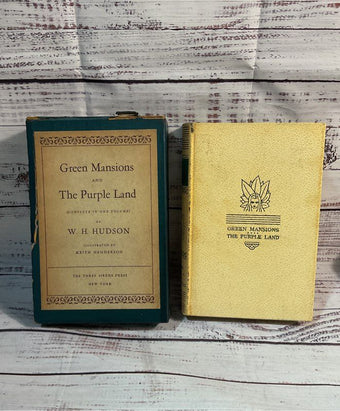 Green Mansions
AND
The Purple Land
(COMPLETE IN ONE VOLUME)
BY
W. H. HUDSON
ILLUSTRATED BY
KEITH HENDERSON
THE THREE SIRENS PRESS
NEW YORK
GREEN MANSIONS
AND
THE PURPLE LAND